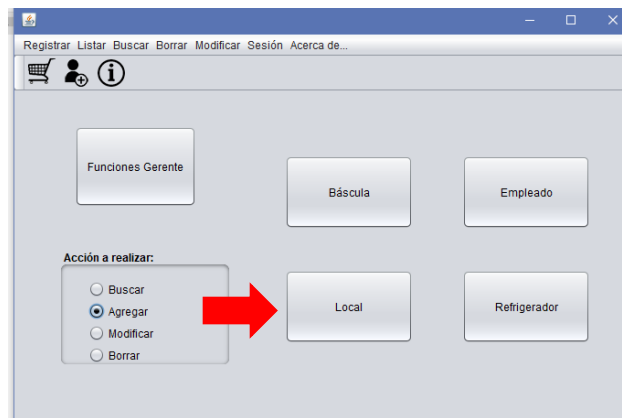 Registrar Listar Buscar Borrar Modificar Sesión Acerca de...
Funciones Gerente
Báscula
Empleado
Acción a realizar:
Buscar
Agregar
Modificar
Borrar
Local
Refrigerador